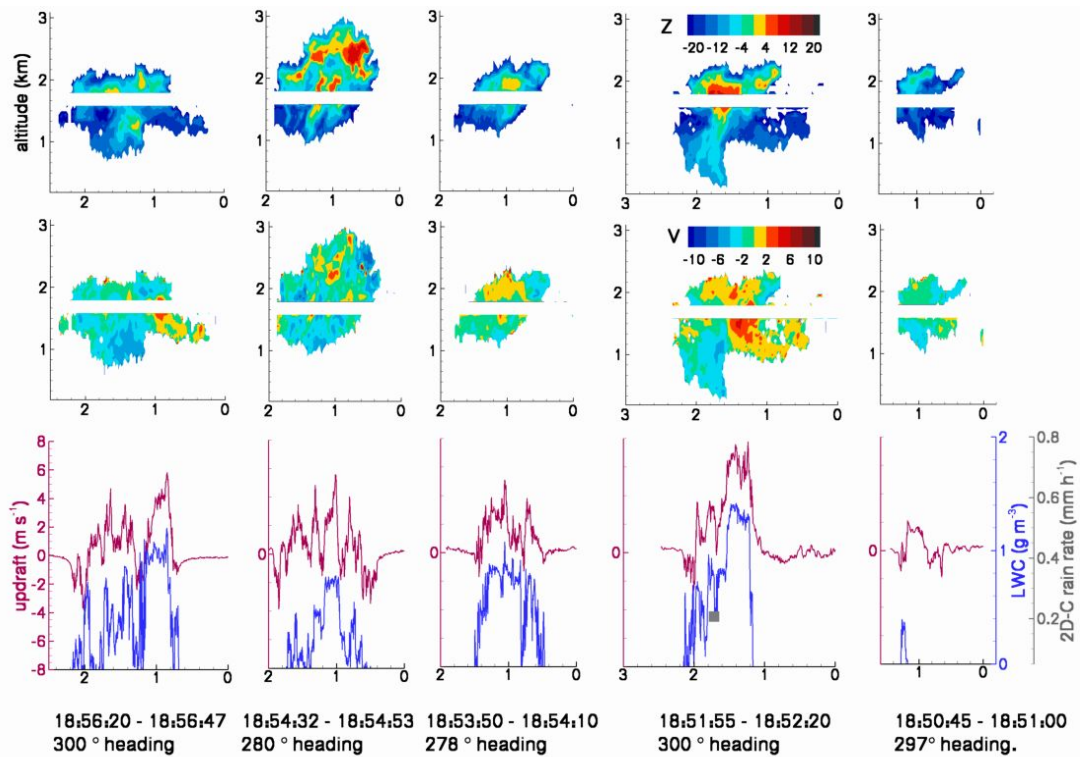 altitude (km)
3
2
1
2 1 0
3
2
1
2 1 0
3
2
1
2 1 0
Z
-20 -12 -4 4 12 20
3
2
1
3 2 1 0
3
2
1
2 1 0
3
2
1
2 1 0
3
2
1
2 1 0
3
2
1
2 1 0
V
-10 -6 -2 2 6 10
3
2
1
3 2 1 0
3
2
1
2 1 0
updraft (m s⁻¹)
8
6
4
2
0
-2
-4
-6
-8
2 1 0
0
2 1 0
0
2 1 0
0
3 2 1 0
0
2 1 0
2
1
0
LWC (g m⁻³)
0.8
0.6
0.4
0.2
2D-C rain rate (mm h⁻¹)
18:56:20 - 18:56:47
300 ° heading
18:54:32 - 18:54:53
280 ° heading
18:53:50 - 18:54:10
278 ° heading
18:51:55 - 18:52:20
300 ° heading
18:50:45 - 18:51:00
297° heading.